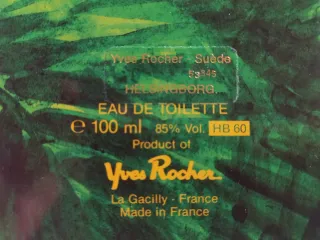 Yves Rocher Suède
HELSINGBORG.
EAU DE TOILETTE
℮ 100 ml 85% Vol. HB 60
Product of
Yves Rocher
La Gacilly - France
Made in France